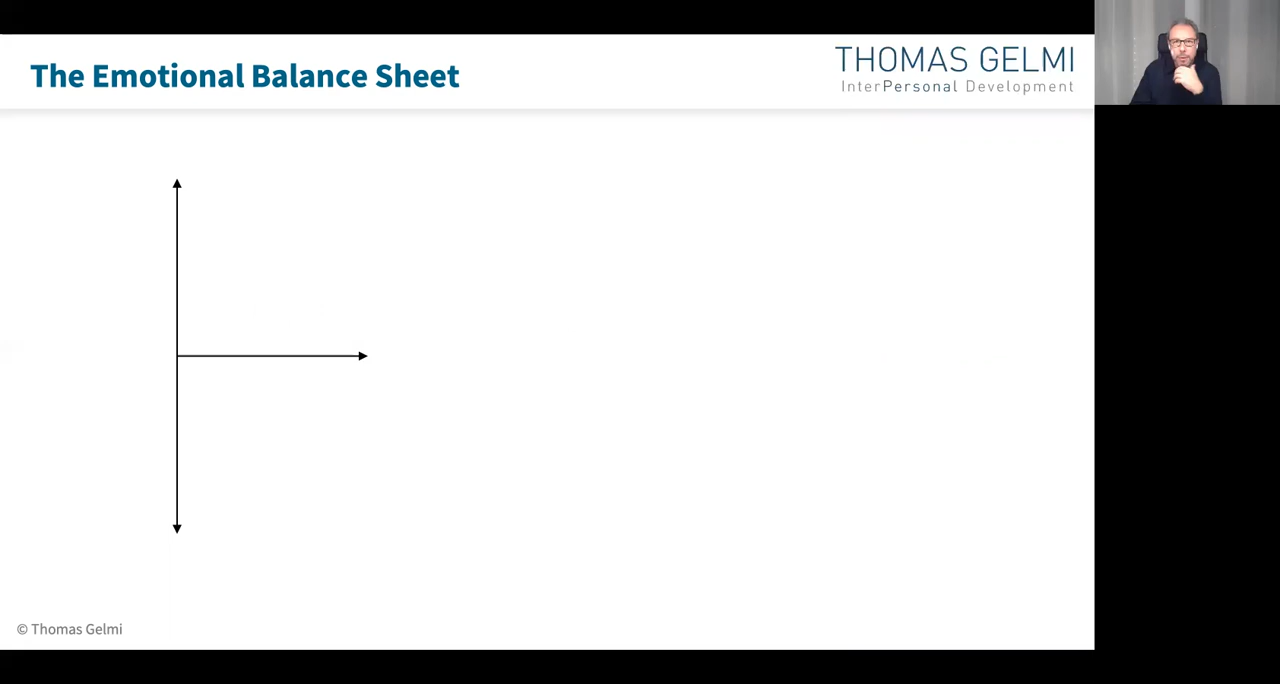 The Emotional Balance Sheet
THOMAS GELMI
InterPersonal Development
© Thomas Gelmi